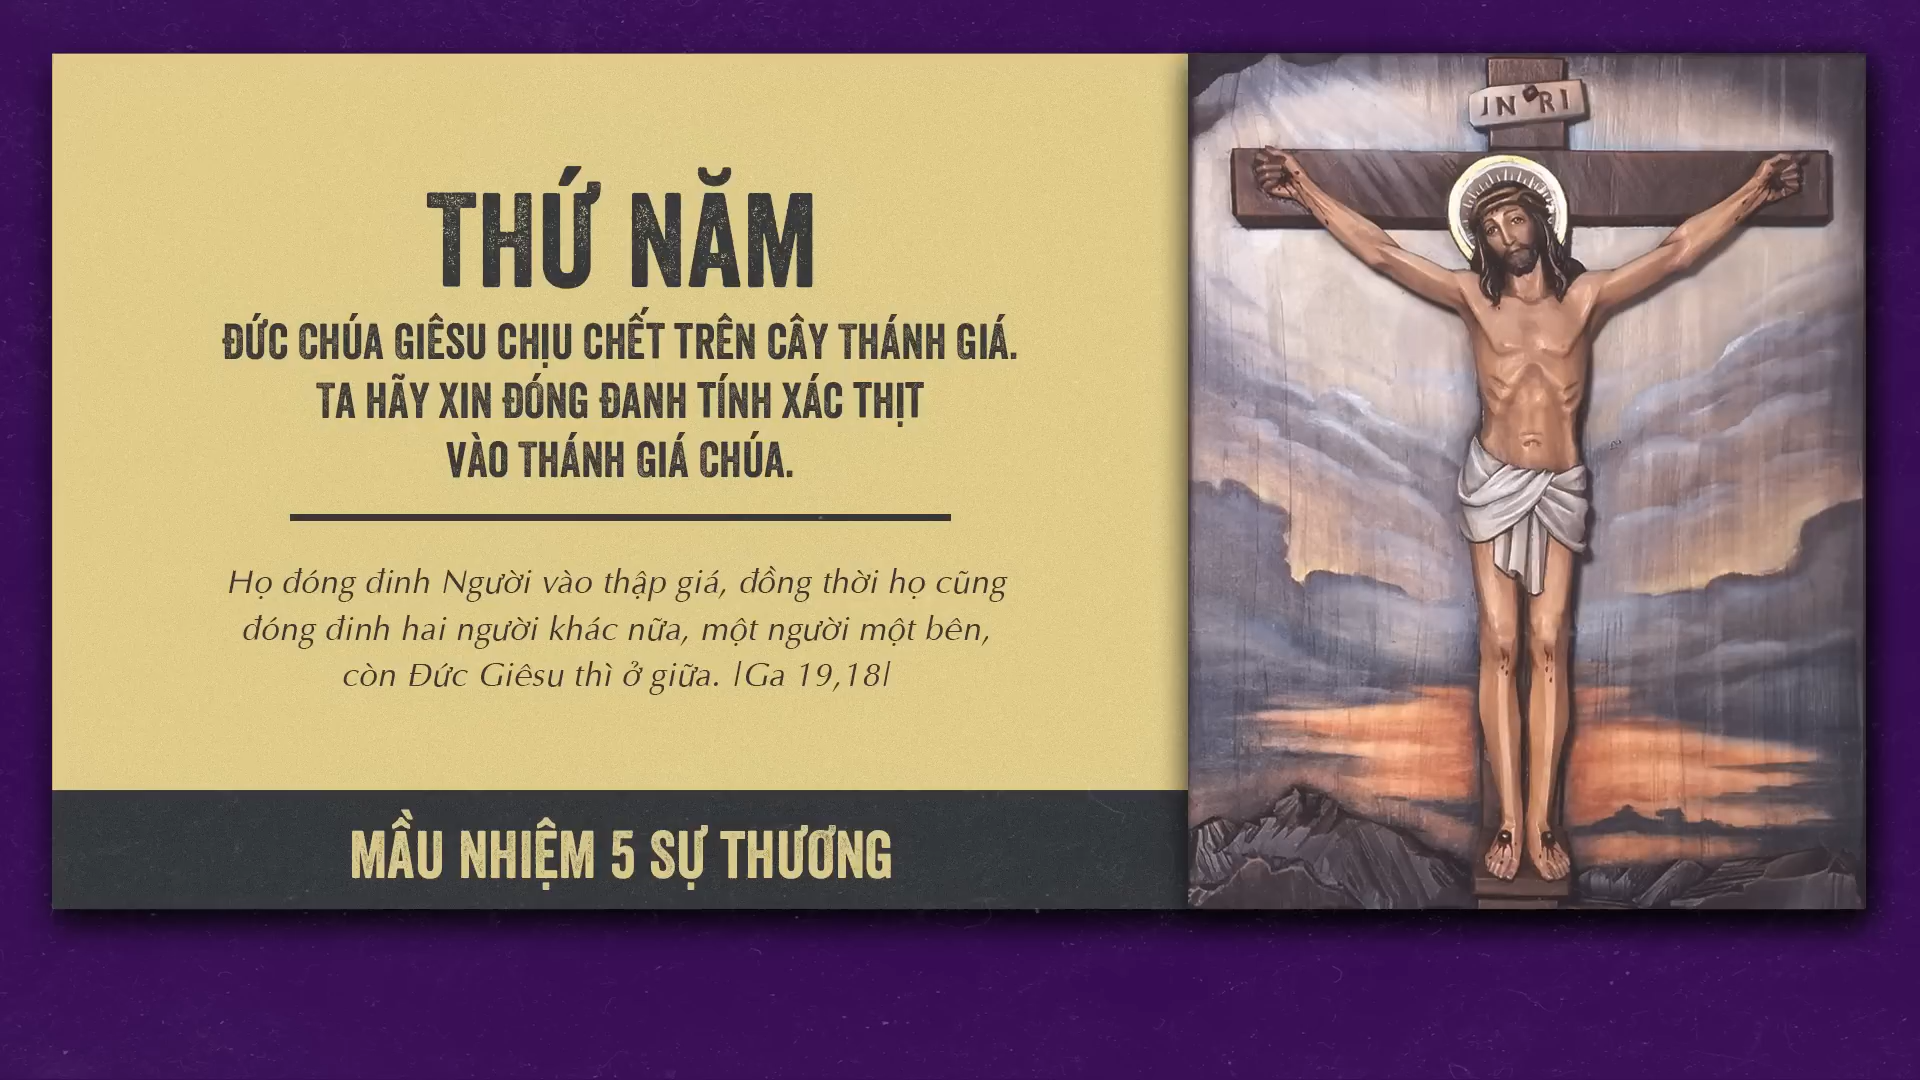 THỨ NĂM
ĐỨC CHÚA GIÊSU CHỊU CHẾT TRÊN CÂY THÁNH GIÁ.
TA HÃY XIN ĐÓNG ĐANH TÍNH XÁC THỊT
VÀO THÁNH GIÁ CHÚA.
Họ đóng đinh Người vào thập giá, đồng thời họ cũng
đóng đinh hai người khác nữa, một người một bên,
còn Đức Giêsu thì ở giữa. |Ga 19,18|
MẦU NHIỆM 5 SỰ THƯƠNG
INRI